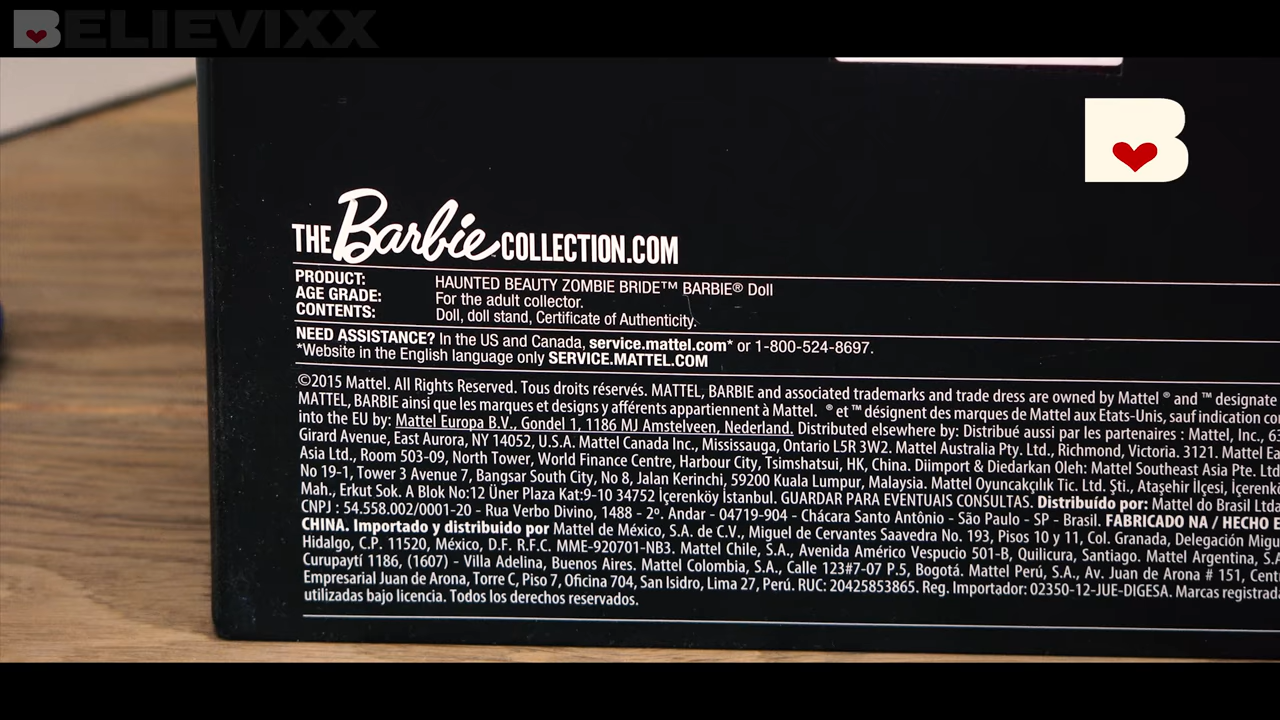 BELIEVIXX
B
THE Barbie COLLECTION.COM
PRODUCT: HAUNTED BEAUTY ZOMBIE BRIDE™ BARBIE® Doll
AGE GRADE: For the adult collector.
CONTENTS: Doll, doll stand, Certificate of Authenticity.
NEED ASSISTANCE? In the US and Canada, service.mattel.com* or 1-800-524-8697.
*Website in the English language only SERVICE.MATTEL.COM
©2015 Mattel. All Rights Reserved. Tous droits réservés. MATTEL, BARBIE and associated trademarks and trade dress are owned by Mattel ® and ™ designate
MATTEL, BARBIE ainsi que les marques et designs y afférents appartiennent à Mattel. ® et ™ désignent des marques de Mattel aux Etats-Unis, sauf indication
into the EU by: Mattel Europa B.V., Gondel 1, 1186 MJ Amstelveen, Nederland. Distributed elsewhere by: Distribué aussi par les partenaires : Mattel, Inc.,
Girard Avenue, East Aurora, NY 14052, U.S.A. Mattel Canada Inc., Mississauga, Ontario L5R 3W2. Mattel Australia Pty. Ltd., Richmond, Victoria. 3121. Mattel
Asia Ltd., Room 503-09, North Tower, World Finance Centre, Harbour City, Tsimshatsui, HK, China. Diimport & Diedarkan Oleh: Mattel Southeast Asia Pte. Ltd
No 19-1, Tower 3 Avenue 7, Bangsar South City, No 8, Jalan Kerinchi, 59200 Kuala Lumpur, Malaysia. Mattel Oyuncakçılık Tic. Ltd. Şti., Ataşehir İlçesi,
Mah., Erkut Sok. A Blok No:12 Üner Plaza Kat:9-10 34752 İçerenköy İstanbul. GUARDAR PARA EVENTUAIS CONSULTAS. Distribuído por: Mattel do Brasil
CNPJ : 54.558.002/0001-20 - Rua Verbo Divino, 1488 - 2º. Andar - 04719-904 - Chácara Santo Antônio - São Paulo - SP - Brasil. FABRICADO NA / HECHO
CHINA. Importado y distribuido por Mattel de México, S.A. de C.V., Miguel de Cervantes Saavedra No. 193, Pisos 10 y 11, Col. Granada, Delegación
Hidalgo, C.P. 11520, México, D.F. R.F.C. MME-920701-NB3. Mattel Chile, S.A., Avenida Américo Vespucio 501-B, Quilicura, Santiago. Mattel Argentina,
Curupaytí 1186, (1607) - Villa Adelina, Buenos Aires. Mattel Colombia, S.A., Calle 123#7-07 P.5, Bogotá. Mattel Perú, S.A., Av. Juan de Arona # 151,
Empresarial Juan de Arona, Torre C, Piso 7, Oficina 704, San Isidro, Lima 27, Perú. RUC: 20425853865. Reg. Importador: 02350-12-JUE-DIGESA. Marcas
utilizadas bajo licencia. Todos los derechos reservados.